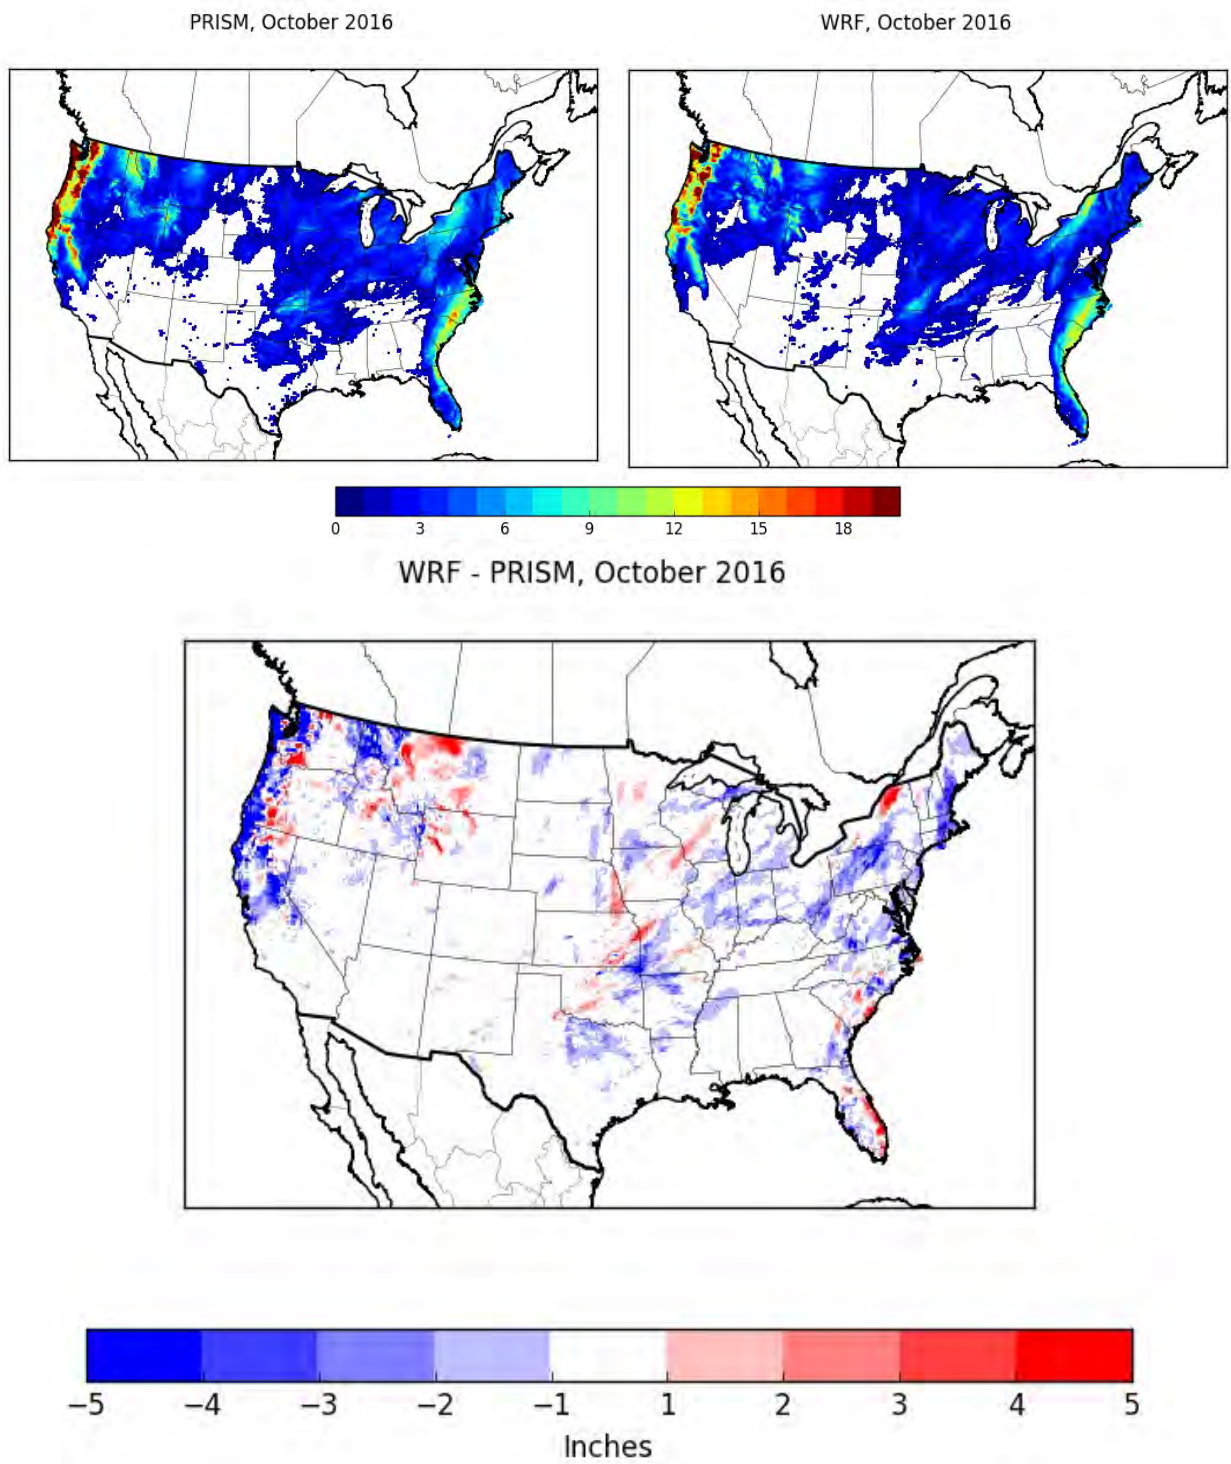 PRISM, October 2016
WRF, October 2016
0 3 6 9 12 15 18
WRF - PRISM, October 2016
−5 −4 −3 −2 −1 1 2 3 4 5
Inches